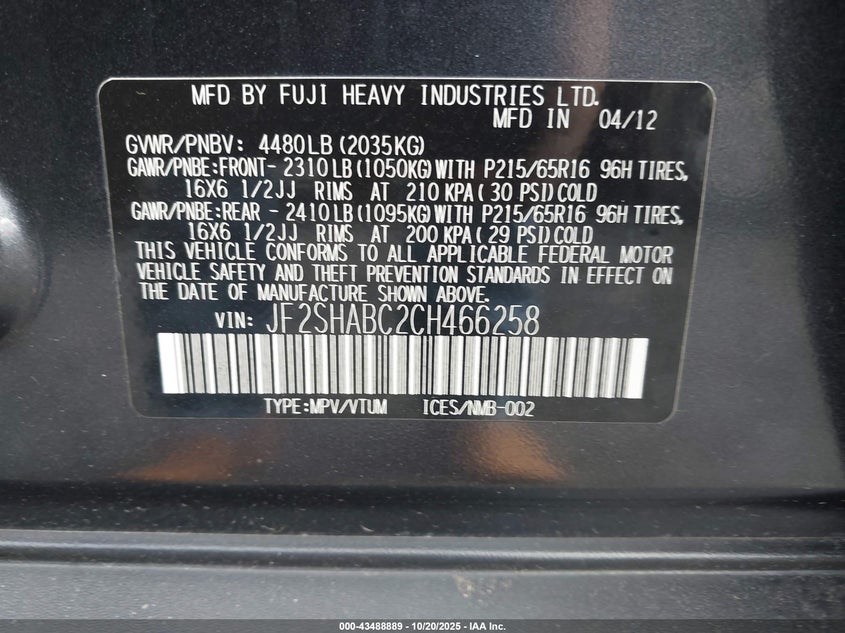 MFD BY FUJI HEAVY INDUSTRIES LTD.
MFD IN 04/12
GVWR/PNBV: 4480LB (2035KG)
GAWR/PNBE:FRONT- 2310 LB (1050KG) WITH P215/65R16 96H TIRES,
16X6 1/2JJ RIMS AT 210 KPA ( 30 PSI) COLD
GAWR/PNBE:REAR - 2410 LB (1095KG) WITH P215/65R16 96H TIRES,
16X6 1/2JJ RIMS AT 200 KPA ( 29 PSI) COLD
THIS VEHICLE CONFORMS TO ALL APPLICABLE FEDERAL MOTOR
VEHICLE SAFETY AND THEFT PREVENTION STANDARDS IN EFFECT ON
THE DATE OF MANUFACTURE SHOWN ABOVE.
VIN: JF2SHABC2CH466258
TYPE:MPV/VTUM ICES/NMB-002
000-43488889 - 10/20/2025 - IAA Inc.